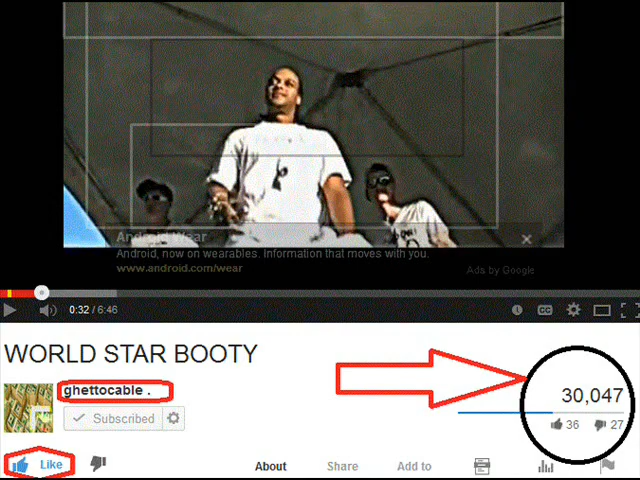 Android Wear
Android, now on wearables. Information that moves with you.
www.android.com/wear
Ads by Google
0:32 / 6:46
CC
WORLD STAR BOOTY
ghettocable .
Subscribed
30,047
36 27
Like
About Share Add to